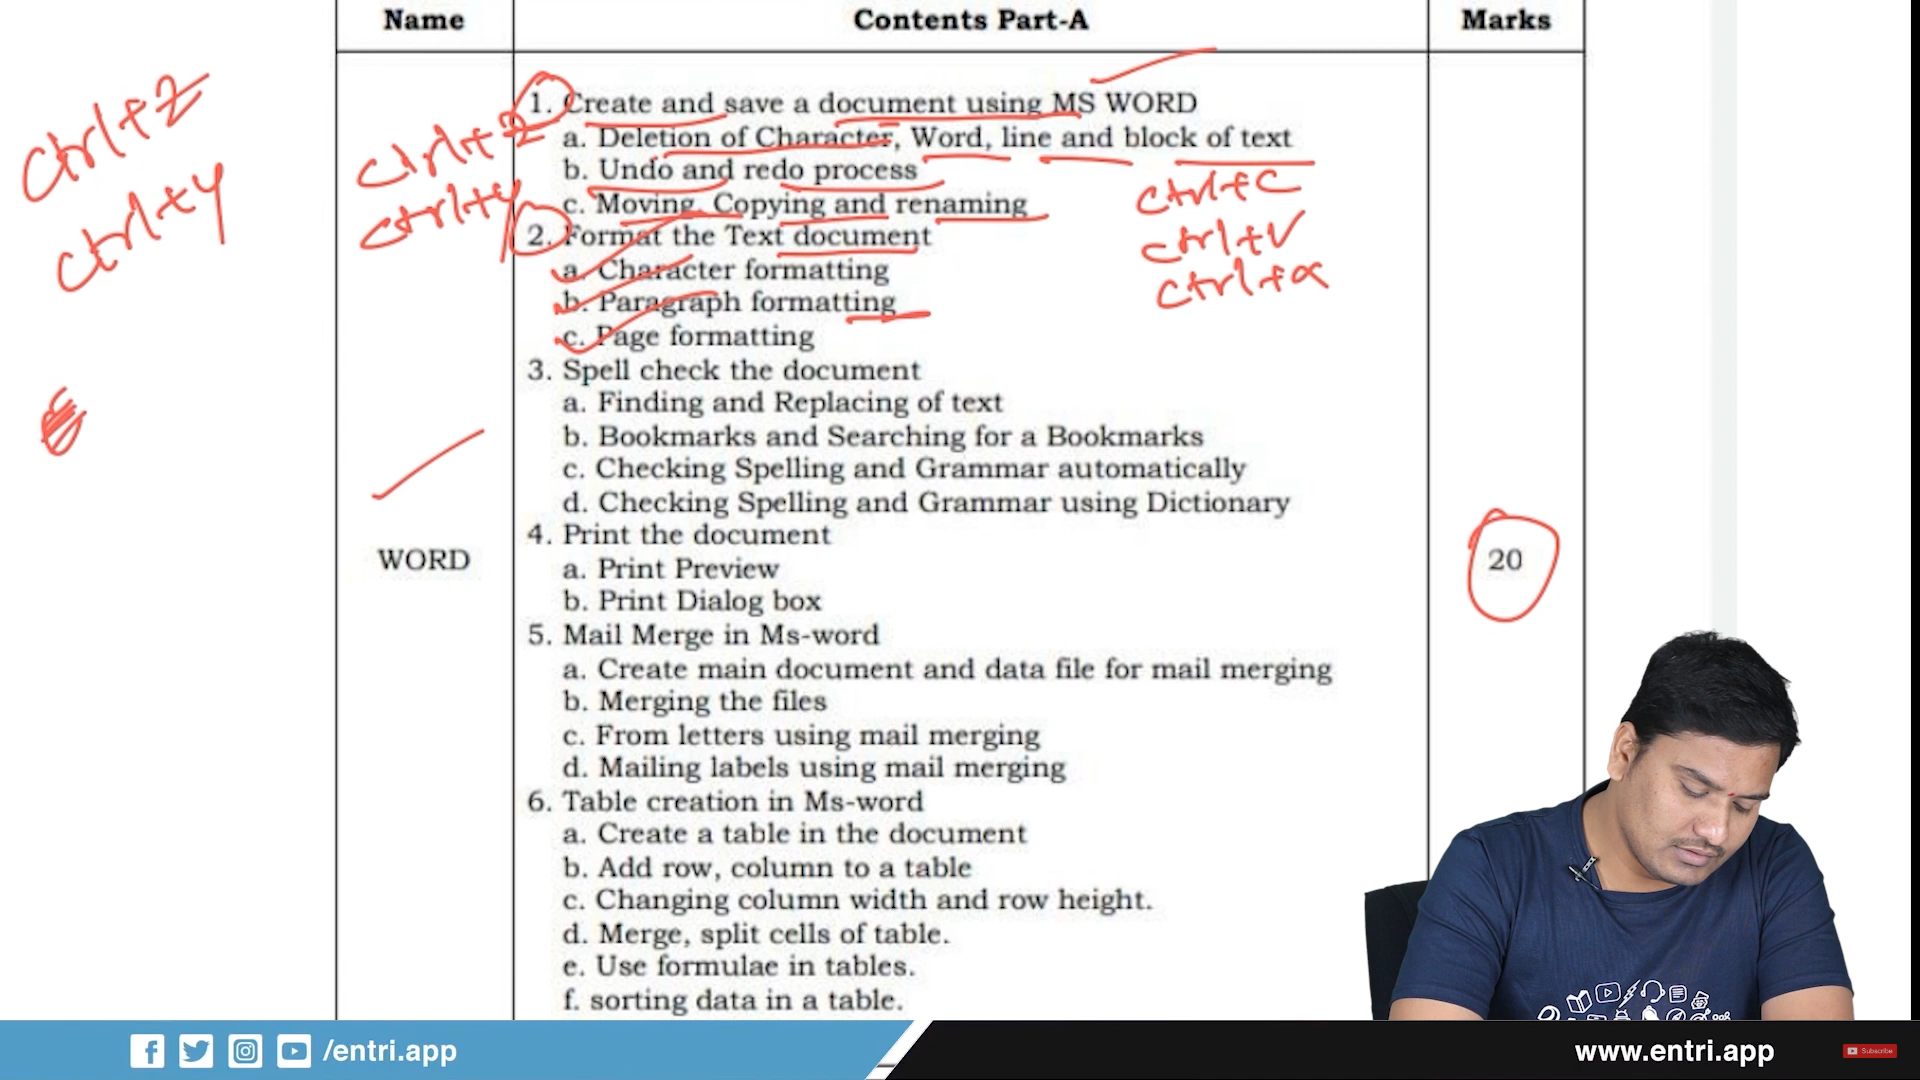 Name Contents Part-A Marks
1. Create and save a document using MS WORD
a. Deletion of Character, Word, line and block of text
b. Undo and redo process
c. Moving, Copying and renaming
2. Format the Text document
a. Character formatting
b. Paragraph formatting
c. Page formatting
3. Spell check the document
a. Finding and Replacing of text
b. Bookmarks and Searching for a Bookmarks
c. Checking Spelling and Grammar automatically
d. Checking Spelling and Grammar using Dictionary
4. Print the document
a. Print Preview
b. Print Dialog box
5. Mail Merge in Ms-word
a. Create main document and data file for mail merging
b. Merging the files
c. From letters using mail merging
d. Mailing labels using mail merging
6. Table creation in Ms-word
a. Create a table in the document
b. Add row, column to a table
c. Changing column width and row height.
d. Merge, split cells of table.
e. Use formulae in tables.
f. sorting data in a table.
WORD
20
Ctrl+Z
Ctrl+Y
Ctrl+Z
Ctrl+Y
Ctrl+C
Ctrl+V
Ctrl+x
/entri.app
www.entri.app
Subscribe